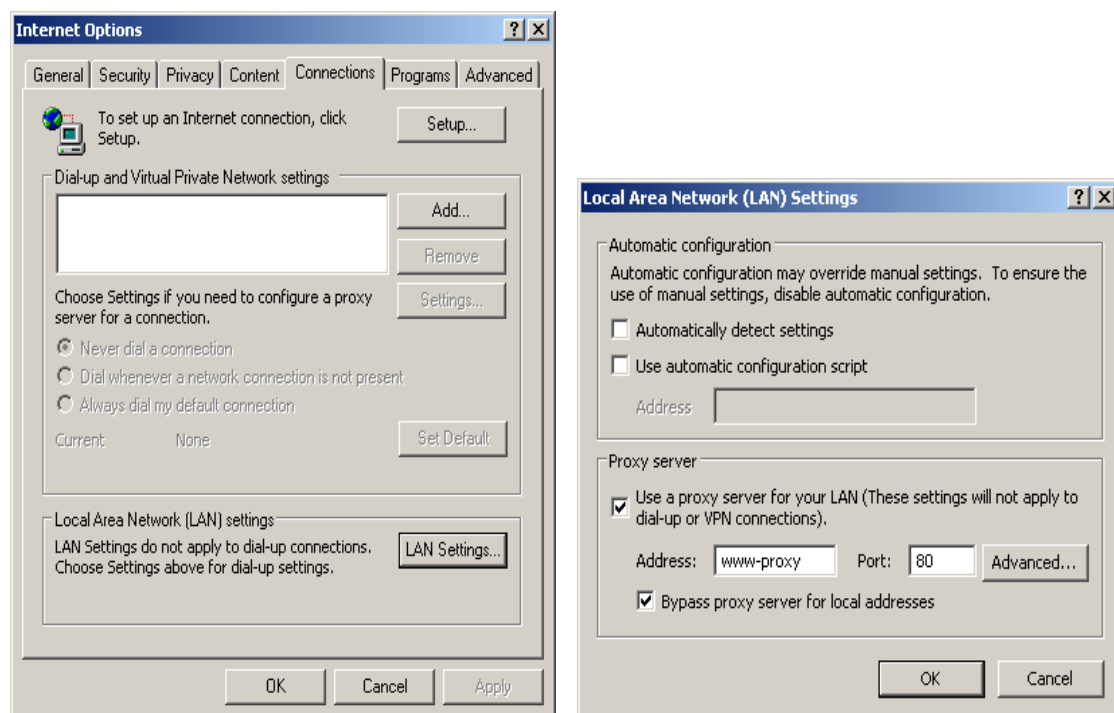 Internet Options
General Security Privacy Content Connections Programs Advanced
To set up an Internet connection, click
Setup.
Setup...
Dial-up and Virtual Private Network settings
Add...
Remove
Choose Settings if you need to configure a proxy
server for a connection.
Settings...
Never dial a connection
Dial whenever a network connection is not present
Always dial my default connection
Current None
Set Default
Local Area Network (LAN) settings
LAN Settings do not apply to dial-up connections.
Choose Settings above for dial-up settings.
LAN Settings...
OK Cancel Apply
Local Area Network (LAN) Settings
Automatic configuration
Automatic configuration may override manual settings. To ensure the
use of manual settings, disable automatic configuration.
Automatically detect settings
Use automatic configuration script
Address
Proxy server
Use a proxy server for your LAN (These settings will not apply to
dial-up or VPN connections).
Address: www-proxy Port: 80 Advanced...
Bypass proxy server for local addresses
OK Cancel